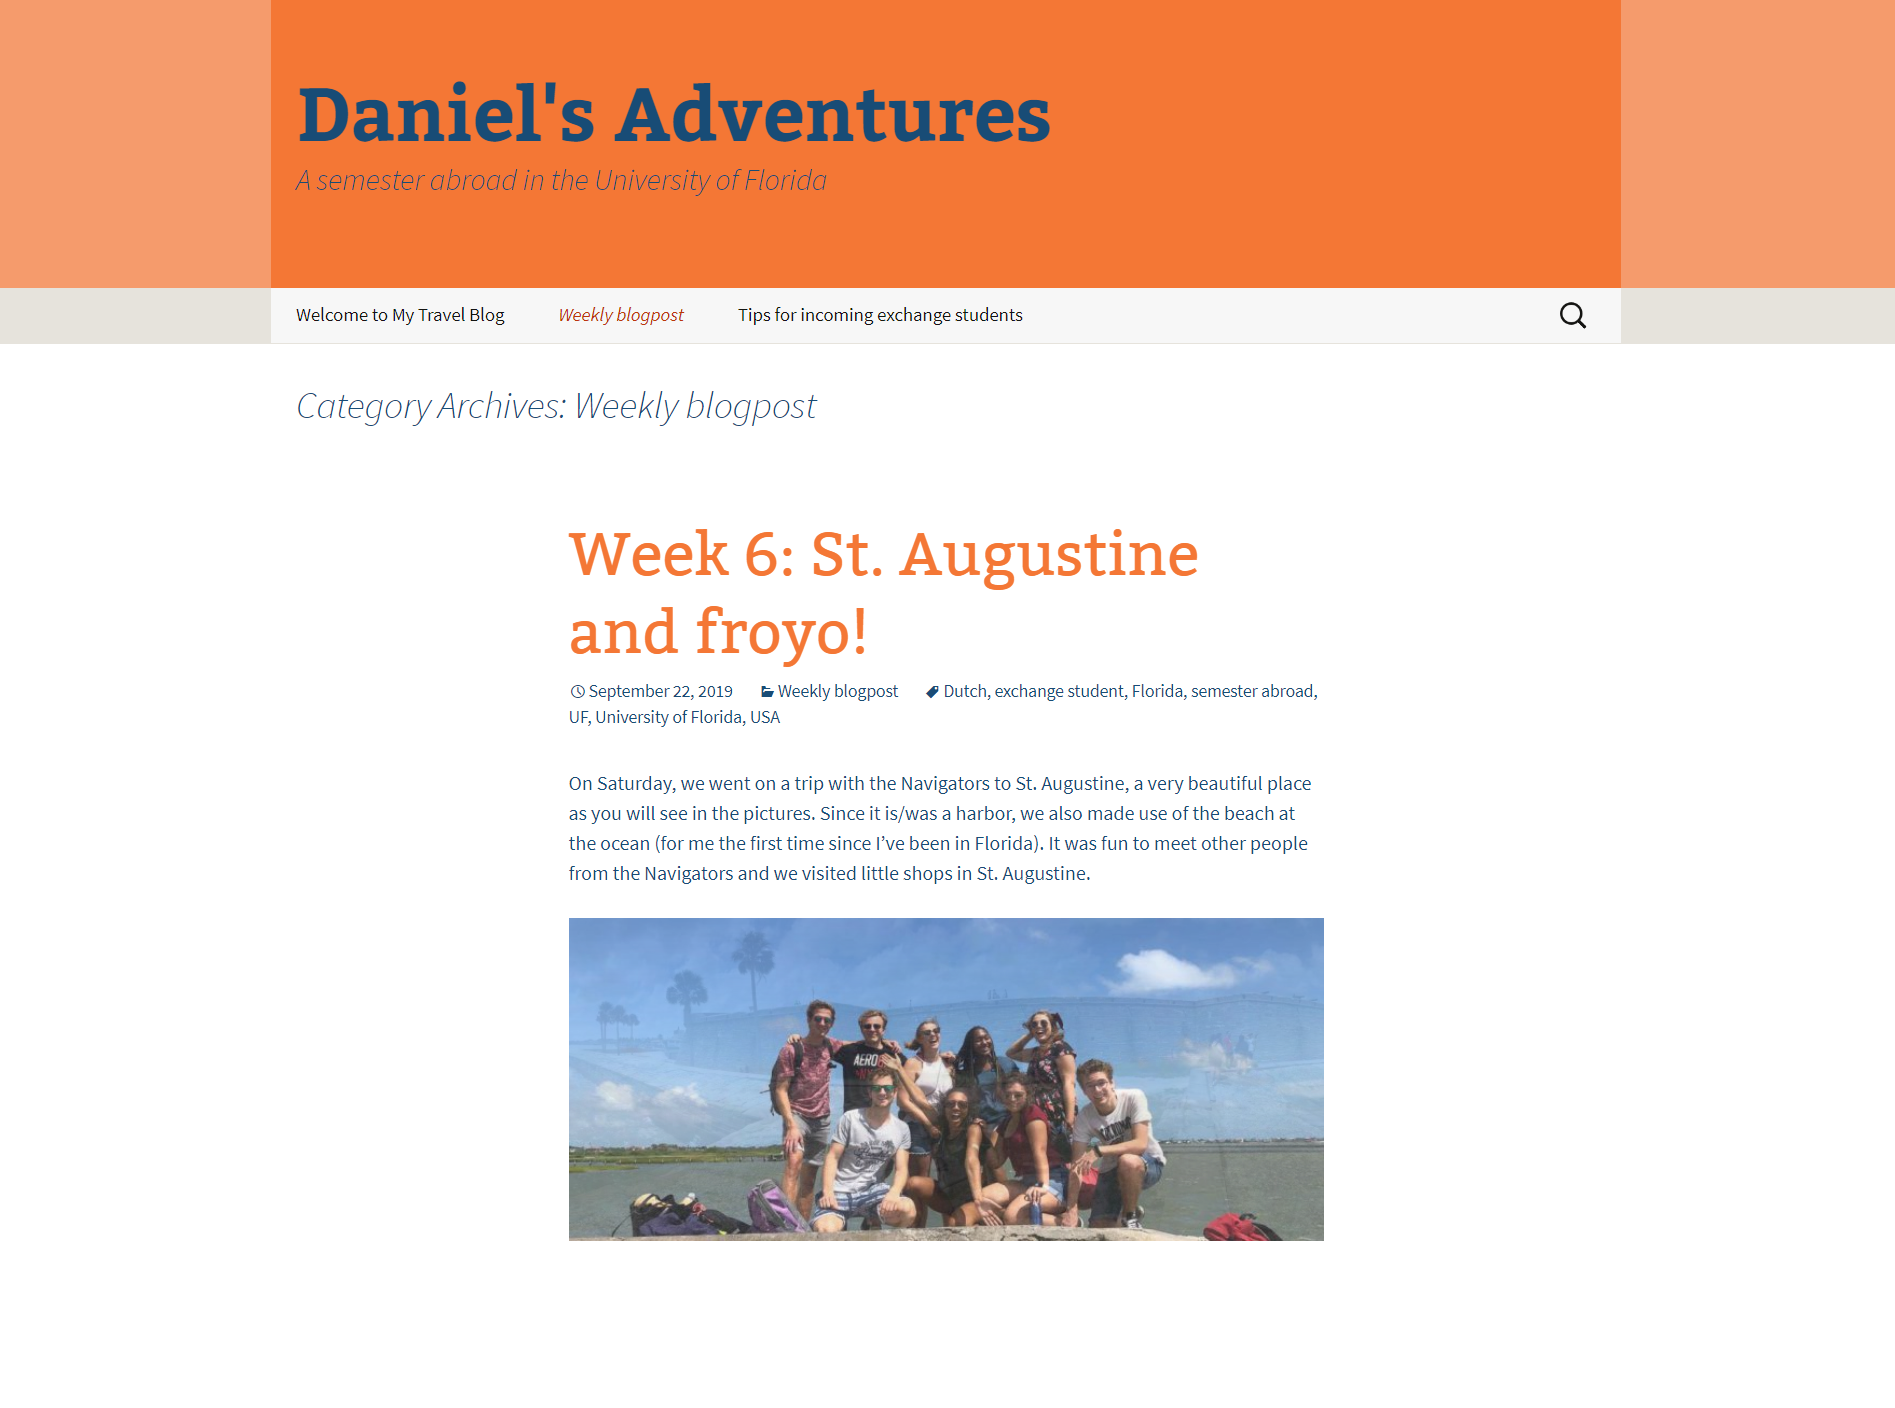 Daniel's Adventures
A semester abroad in the University of Florida
Welcome to My Travel Blog Weekly blogpost Tips for incoming exchange students
Category Archives: Weekly blogpost
Week 6: St. Augustine
and froyo!
September 22, 2019 Weekly blogpost Dutch, exchange student, Florida, semester abroad,
UF, University of Florida, USA
On Saturday, we went on a trip with the Navigators to St. Augustine, a very beautiful place
as you will see in the pictures. Since it is/was a harbor, we also made use of the beach at
the ocean (for me the first time since I’ve been in Florida). It was fun to meet other people
from the Navigators and we visited little shops in St. Augustine.
AERO